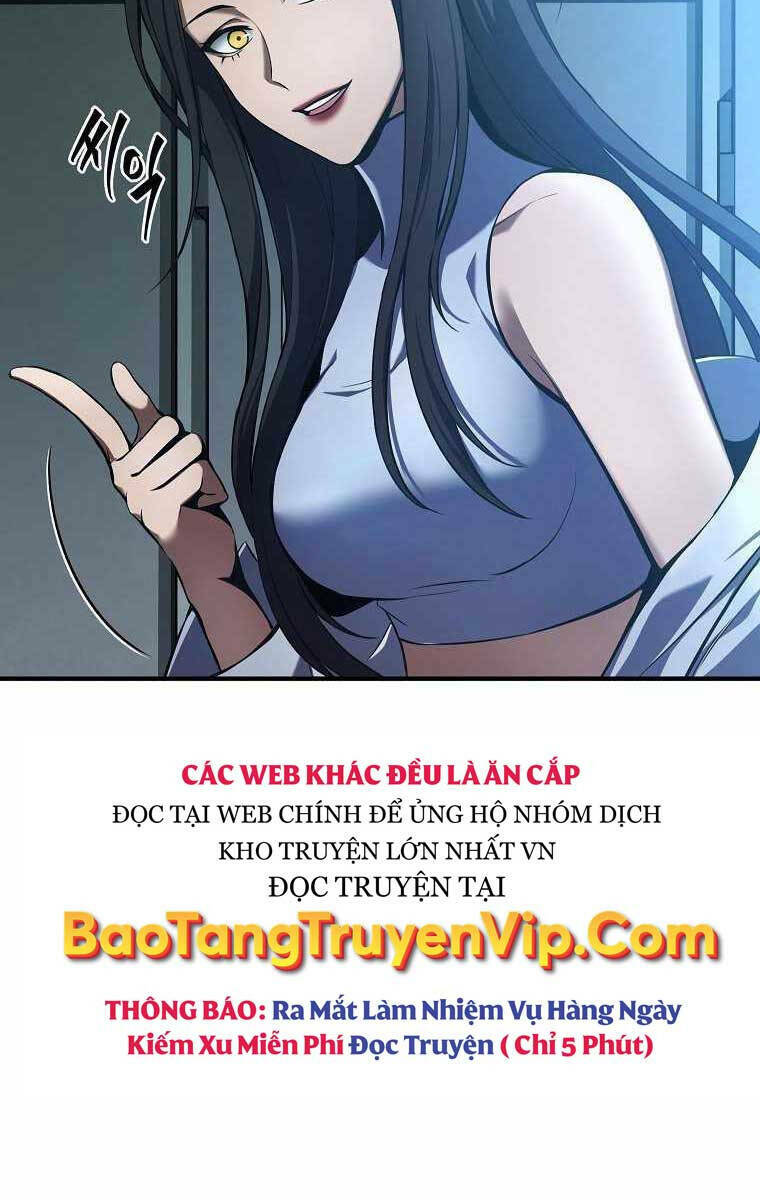 씨익
CÁC WEB KHÁC ĐỀU LÀ ĂN CẮP
ĐỌC TẠI WEB CHÍNH ĐỂ ỦNG HỘ NHÓM DỊCH
KHO TRUYỆN LỚN NHẤT VN
ĐỌC TRUYỆN TẠI
BaoTangTruyenVip.Com
THÔNG BÁO: Ra Mắt Làm Nhiệm Vụ Hàng Ngày
Kiếm Xu Miễn Phí Đọc Truyện ( Chỉ 5 Phút)